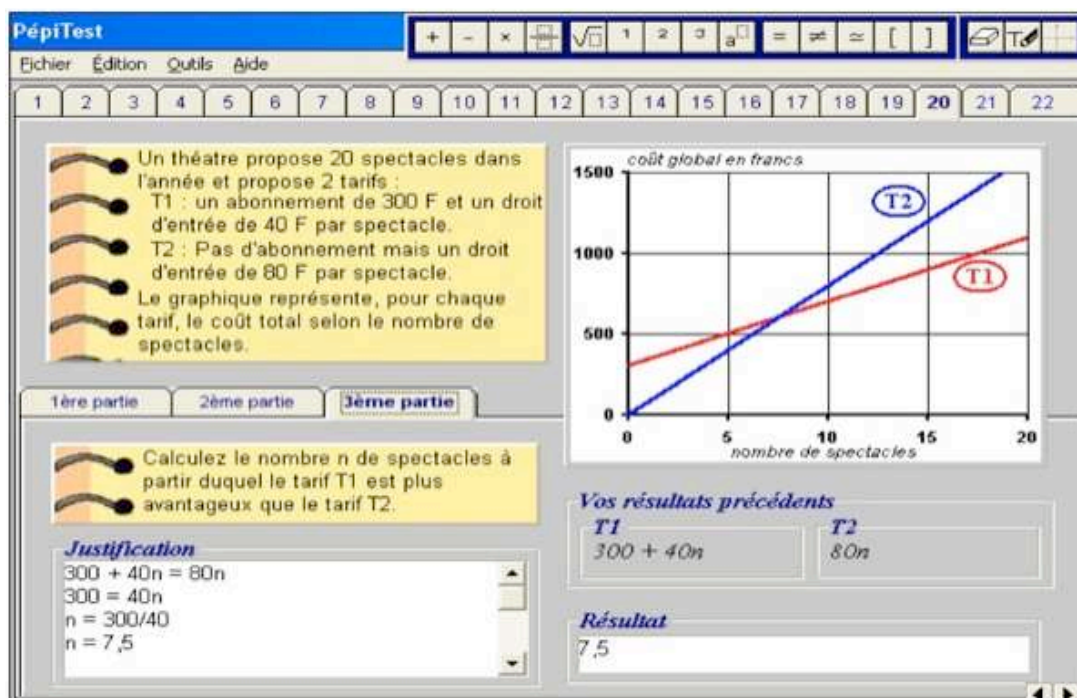 PépiTest
+ - × √ 1 2 3 a = ≠ ≃ [ ] T
Fichier Édition Outils Aide
1 2 3 4 5 6 7 8 9 10 11 12 13 14 15 16 17 18 19 20 21 22
Un théatre propose 20 spectacles dans
l'année et propose 2 tarifs :
T1 : un abonnement de 300 F et un droit
d'entrée de 40 F par spectacle.
T2 : Pas d'abonnement mais un droit
d'entrée de 80 F par spectacle.
Le graphique représente, pour chaque
tarif, le coût total selon le nombre de
spectacles.
coût global en francs
1500
T2
1000
T1
500
0
0 5 10 15 20
nombre de spectacles
1ère partie 2ème partie 3ème partie
Calculez le nombre n de spectacles à
partir duquel le tarif T1 est plus
avantageux que le tarif T2.
Justification
300 + 40n = 80n
300 = 40n
n = 300/40
n = 7,5
Vos résultats précédents
T1 T2
300 + 40n 80n
Résultat
7,5